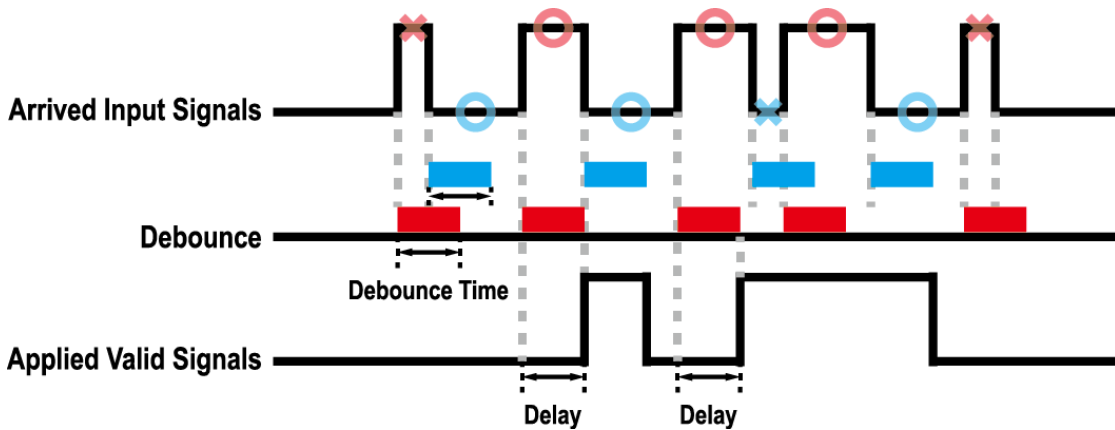 Arrived Input Signals
Debounce
Debounce Time
Applied Valid Signals
Delay
Delay